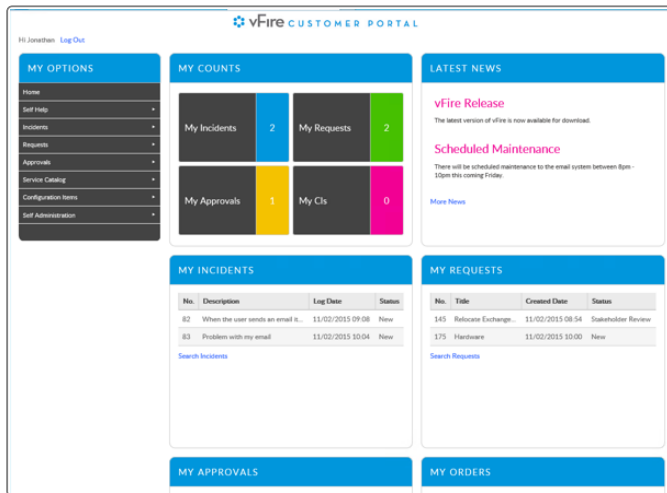 vFire CUSTOMER PORTAL
Hi Jonathan Log Out
MY OPTIONS
Home
Self Help
Incidents
Requests
Approvals
Service Catalog
Configuration Items
Self Administration
MY COUNTS
My Incidents 2
My Requests 2
My Approvals 1
My CIs 0
LATEST NEWS
vFire Release
The latest version of vFire is now available for download.
Scheduled Maintenance
There will be scheduled maintenance to the email system between 8pm -
10pm this coming Friday.
More News
MY INCIDENTS
No. Description Log Date Status
82 When the user sends an email it... 11/02/2015 09:08 New
83 Problem with my email 11/02/2015 10:04 New
Search Incidents
MY REQUESTS
No. Title Created Date Status
145 Relocate Exchange... 11/02/2015 08:54 Stakeholder Review
175 Hardware 11/02/2015 10:00 New
Search Requests
MY APPROVALS
MY ORDERS